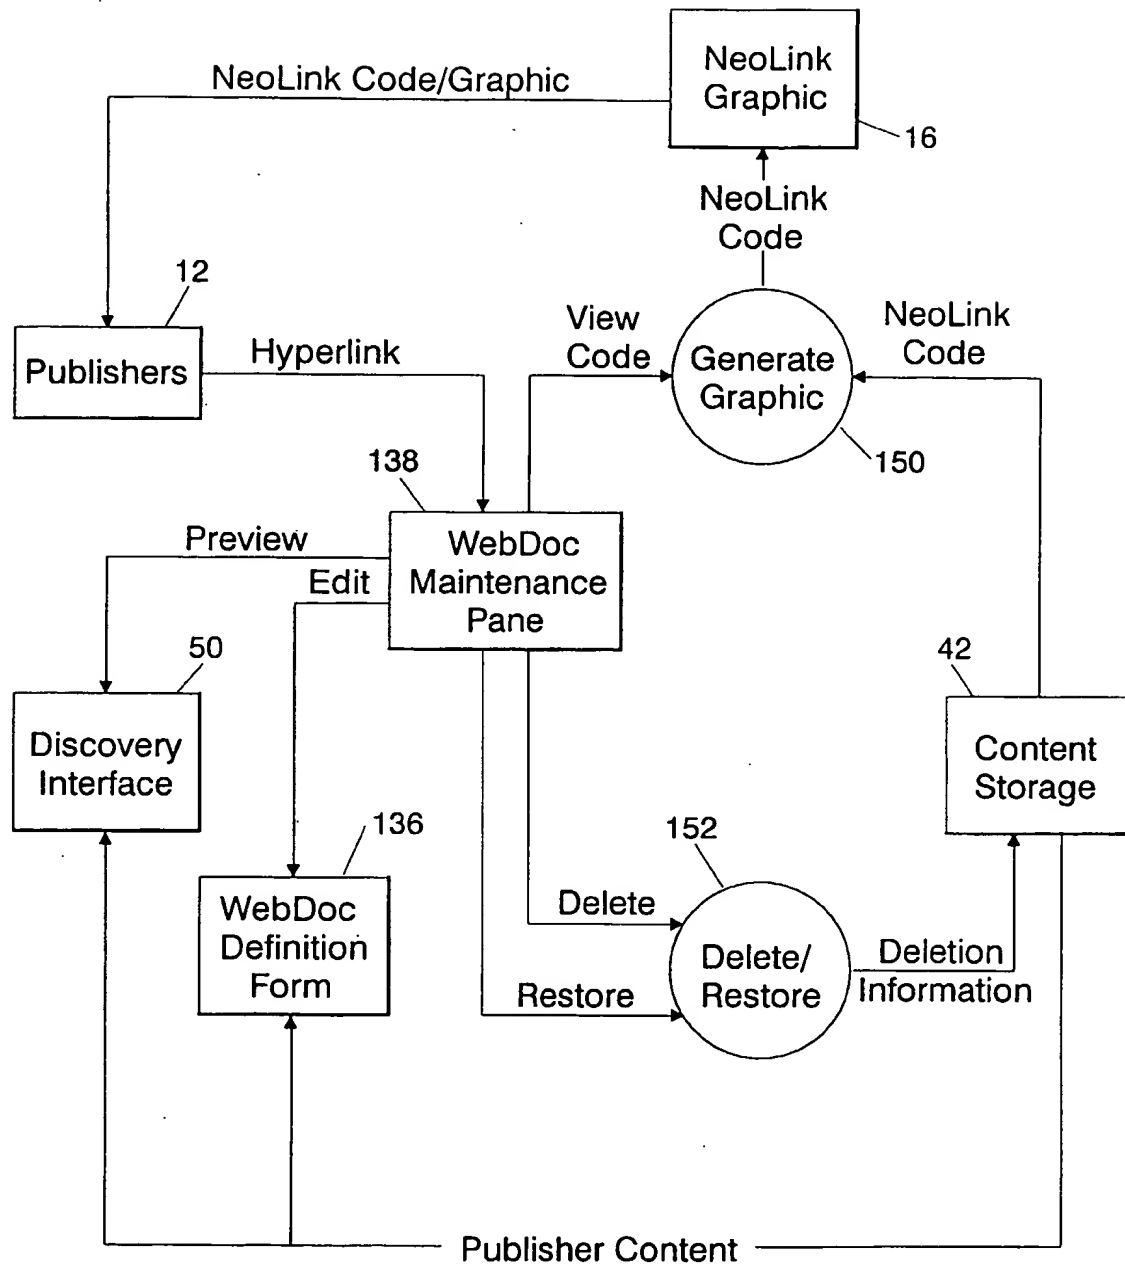 NeoLink
Graphic
NeoLink Code/Graphic
16
NeoLink
Code
12
Publishers
Hyperlink
View
Code
NeoLink
Code
Generate
Graphic
150
138
WebDoc
Maintenance
Pane
Preview
Edit
50
Discovery
Interface
42
Content
Storage
136
WebDoc
Definition
Form
152
Delete
Delete/
Restore
Restore
Deletion
Information
Publisher Content